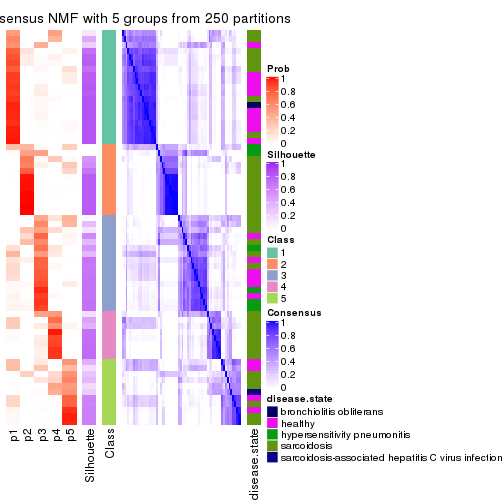 sensus NMF with 5 groups from 250 partitions
Prob
1
0.8
0.6
0.4
0.2
0
Silhouette
1
0.8
0.6
0.4
0.2
0
Class
1
2
3
4
5
Consensus
1
0.8
0.6
0.4
0.2
0
disease.state
bronchiolitis obliterans
healthy
hypersensitivity pneumonitis
sarcoidosis
sarcoidosis-associated hepatitis C virus infection
p1
p2
p3
p4
p5
Silhouette
Class
disease.state